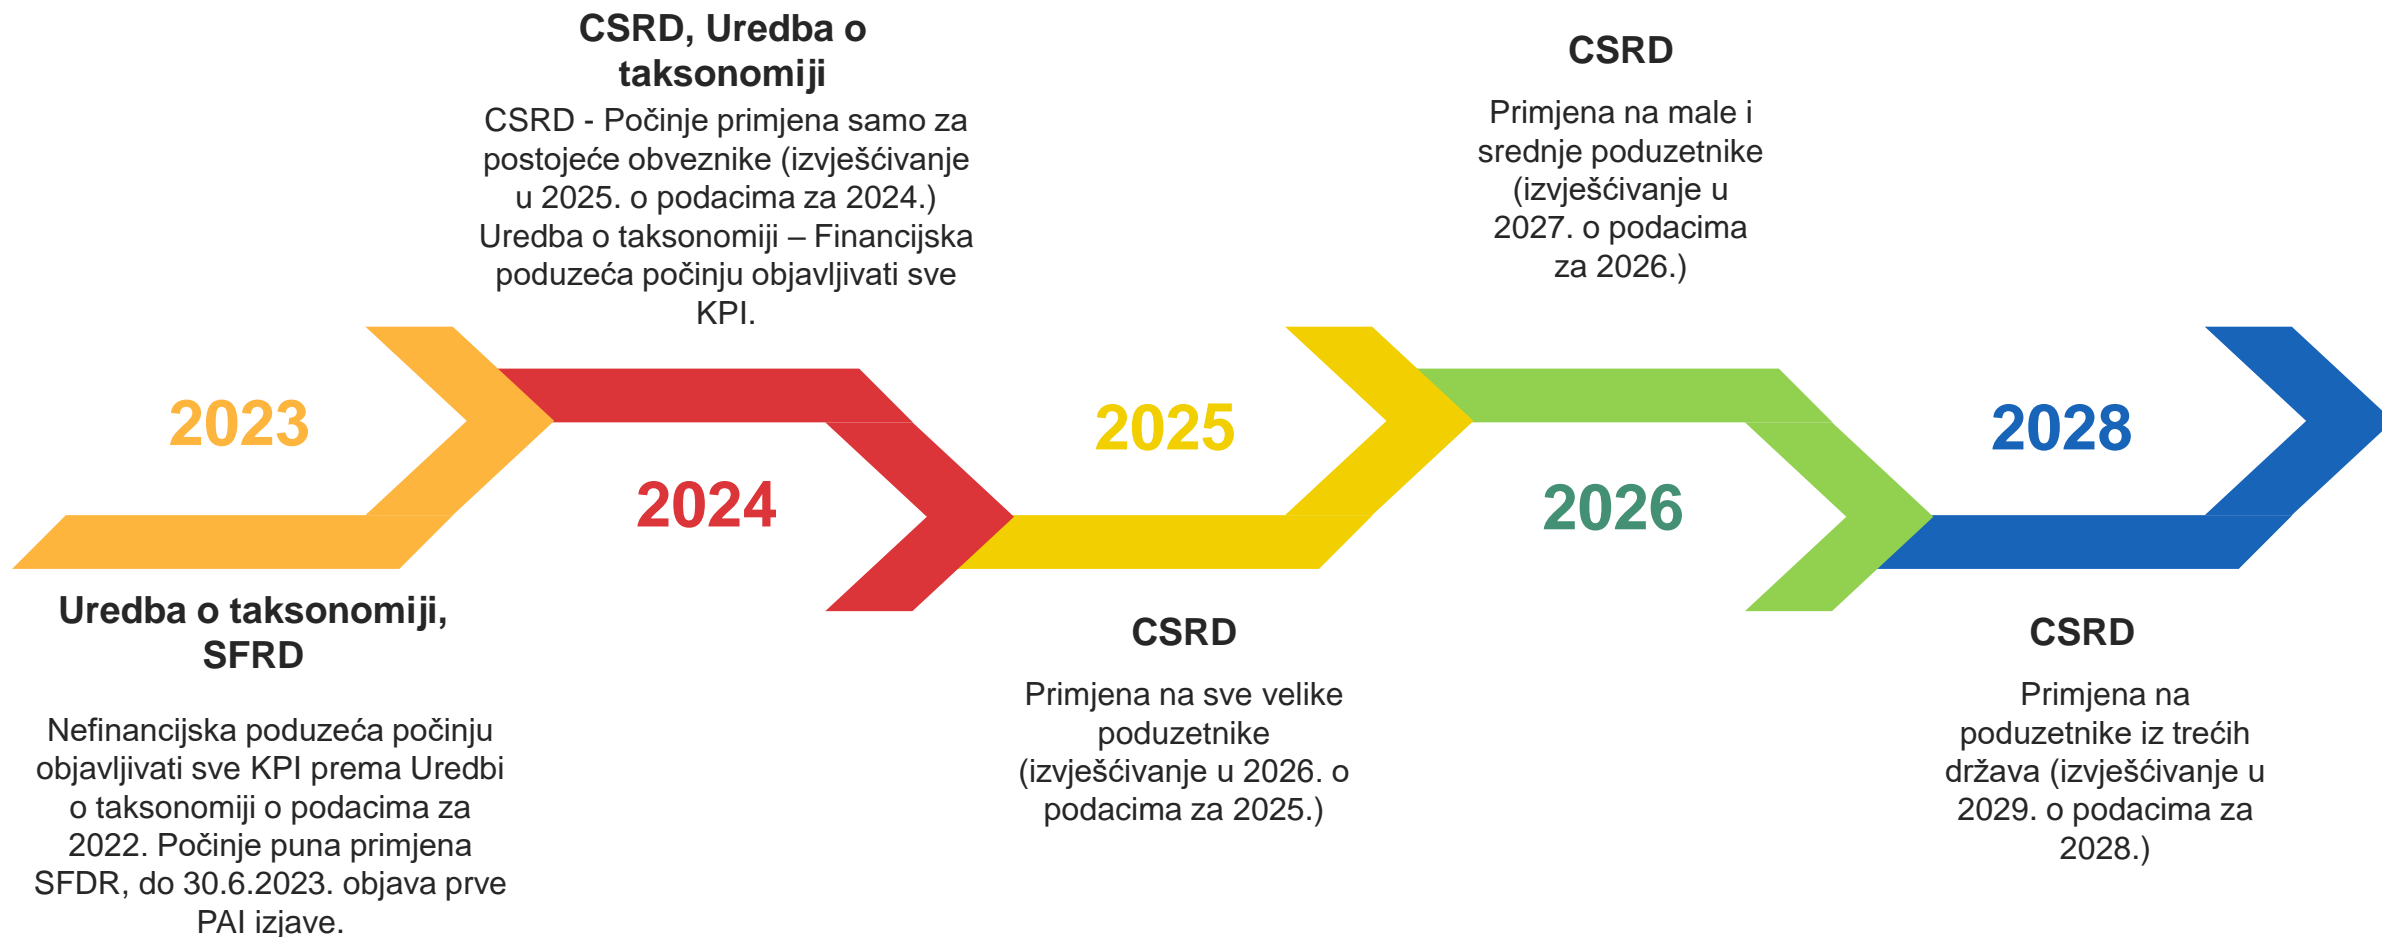 2023
Uredba o taksonomiji,
SFRD
Nefinancijska poduzeća počinju
objavljivati sve KPI prema Uredbi
o taksonomiji o podacima za
2022. Počinje puna primjena
SFDR, do 30.6.2023. objava prve
PAI izjave.
CSRD, Uredba o
taksonomiji
CSRD - Počinje primjena samo za
postojeće obveznike (izvješćivanje
u 2025. o podacima za 2024.)
Uredba o taksonomiji – Financijska
poduzeća počinju objavljivati sve
KPI.
2024
2025
CSRD
Primjena na sve velike
poduzetnike
(izvješćivanje u 2026. o
podacima za 2025.)
CSRD
Primjena na male i
srednje poduzetnike
(izvješćivanje u
2027. o podacima
za 2026.)
2026
2028
CSRD
Primjena na
poduzetnike iz trećih
država (izvješćivanje u
2029. o podacima za
2028.)